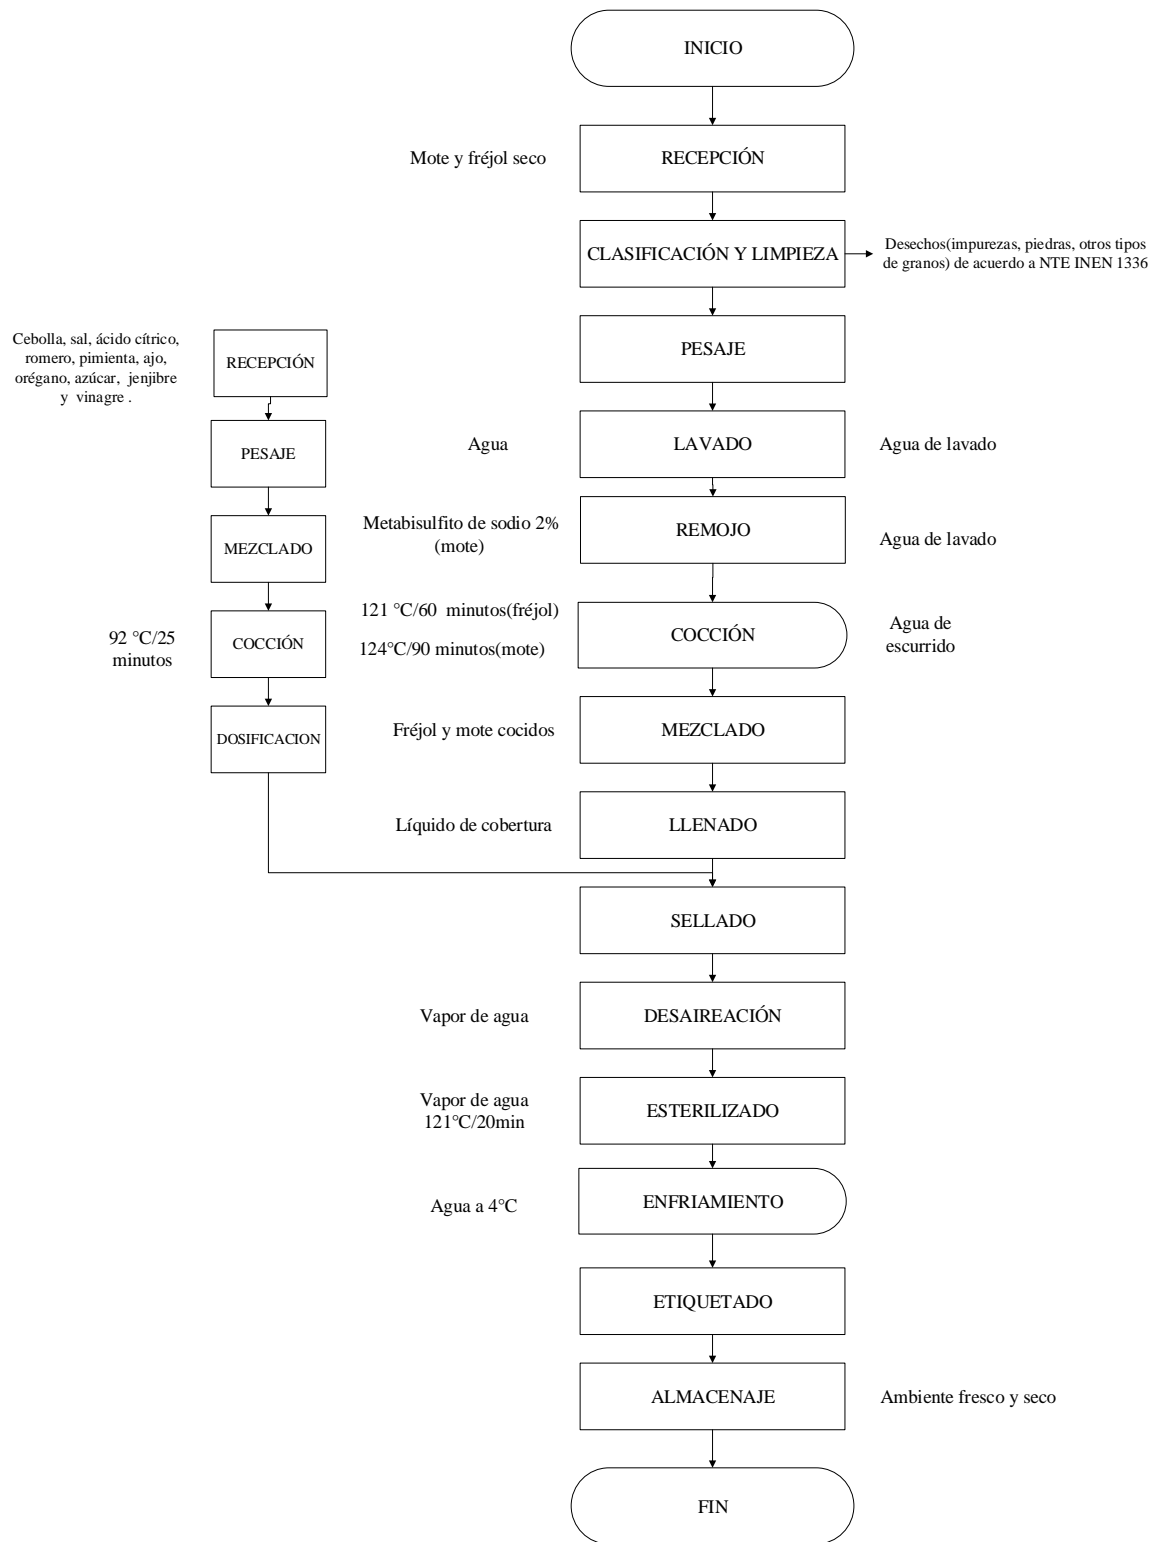 INICIO
Mote y fréjol seco
RECEPCIÓN
CLASIFICACIÓN Y LIMPIEZA
Desechos(impurezas, piedras, otros tipos
de granos) de acuerdo a NTE INEN 1336
PESAJE
Cebolla, sal, ácido cítrico,
romero, pimienta, ajo,
orégano, azúcar, jenjibre
y vinagre .
RECEPCIÓN
Agua
LAVADO
Agua de lavado
PESAJE
Metabisulfito de sodio 2%
(mote)
REMOJO
Agua de lavado
MEZCLADO
121 °C/60 minutos(fréjol)
124°C/90 minutos(mote)
COCCIÓN
Agua de
escurrido
92 °C/25
minutos
COCCIÓN
Fréjol y mote cocidos
MEZCLADO
DOSIFICACION
Líquido de cobertura
LLENADO
SELLADO
Vapor de agua
DESAIREACIÓN
Vapor de agua
121°C/20min
ESTERILIZADO
Agua a 4°C
ENFRIAMIENTO
ETIQUETADO
ALMACENAJE
Ambiente fresco y seco
FIN